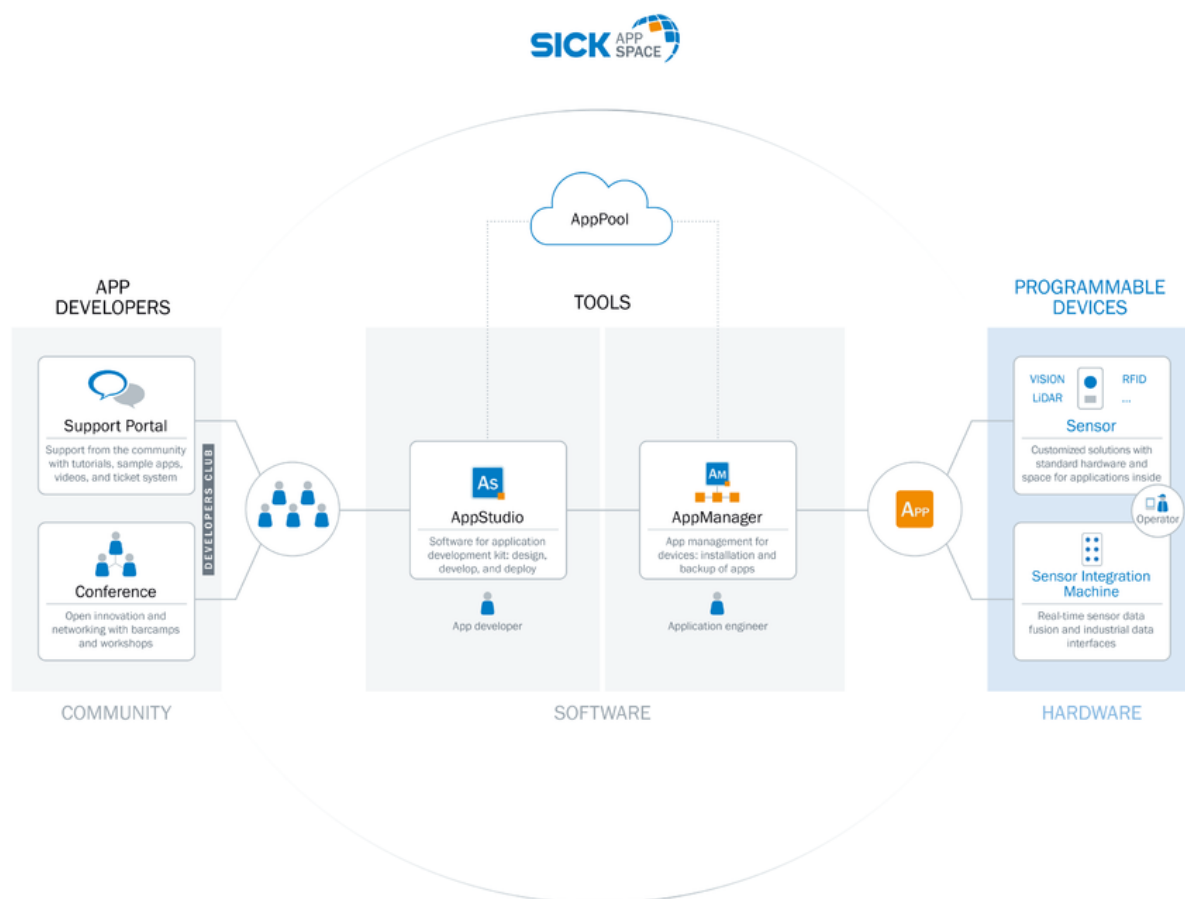 SICK APP SPACE
AppPool
APP
DEVELOPERS
TOOLS
PROGRAMMABLE
DEVICES
Support Portal
Support from the community
with tutorials, sample apps,
videos, and ticket system
Conference
Open innovation and
networking with barcamps
and workshops
DEVELOPERS CLUB
COMMUNITY
As
AppStudio
Software for application
development kit: design,
develop, and deploy
App developer
AM
AppManager
App management for
devices: installation and
backup of apps
Application engineer
SOFTWARE
APP
VISION
RFID
LiDAR
...
Sensor
Customized solutions with
standard hardware and
space for applications inside
Operator
Sensor Integration
Machine
Real-time sensor data
fusion and industrial data
interfaces
HARDWARE